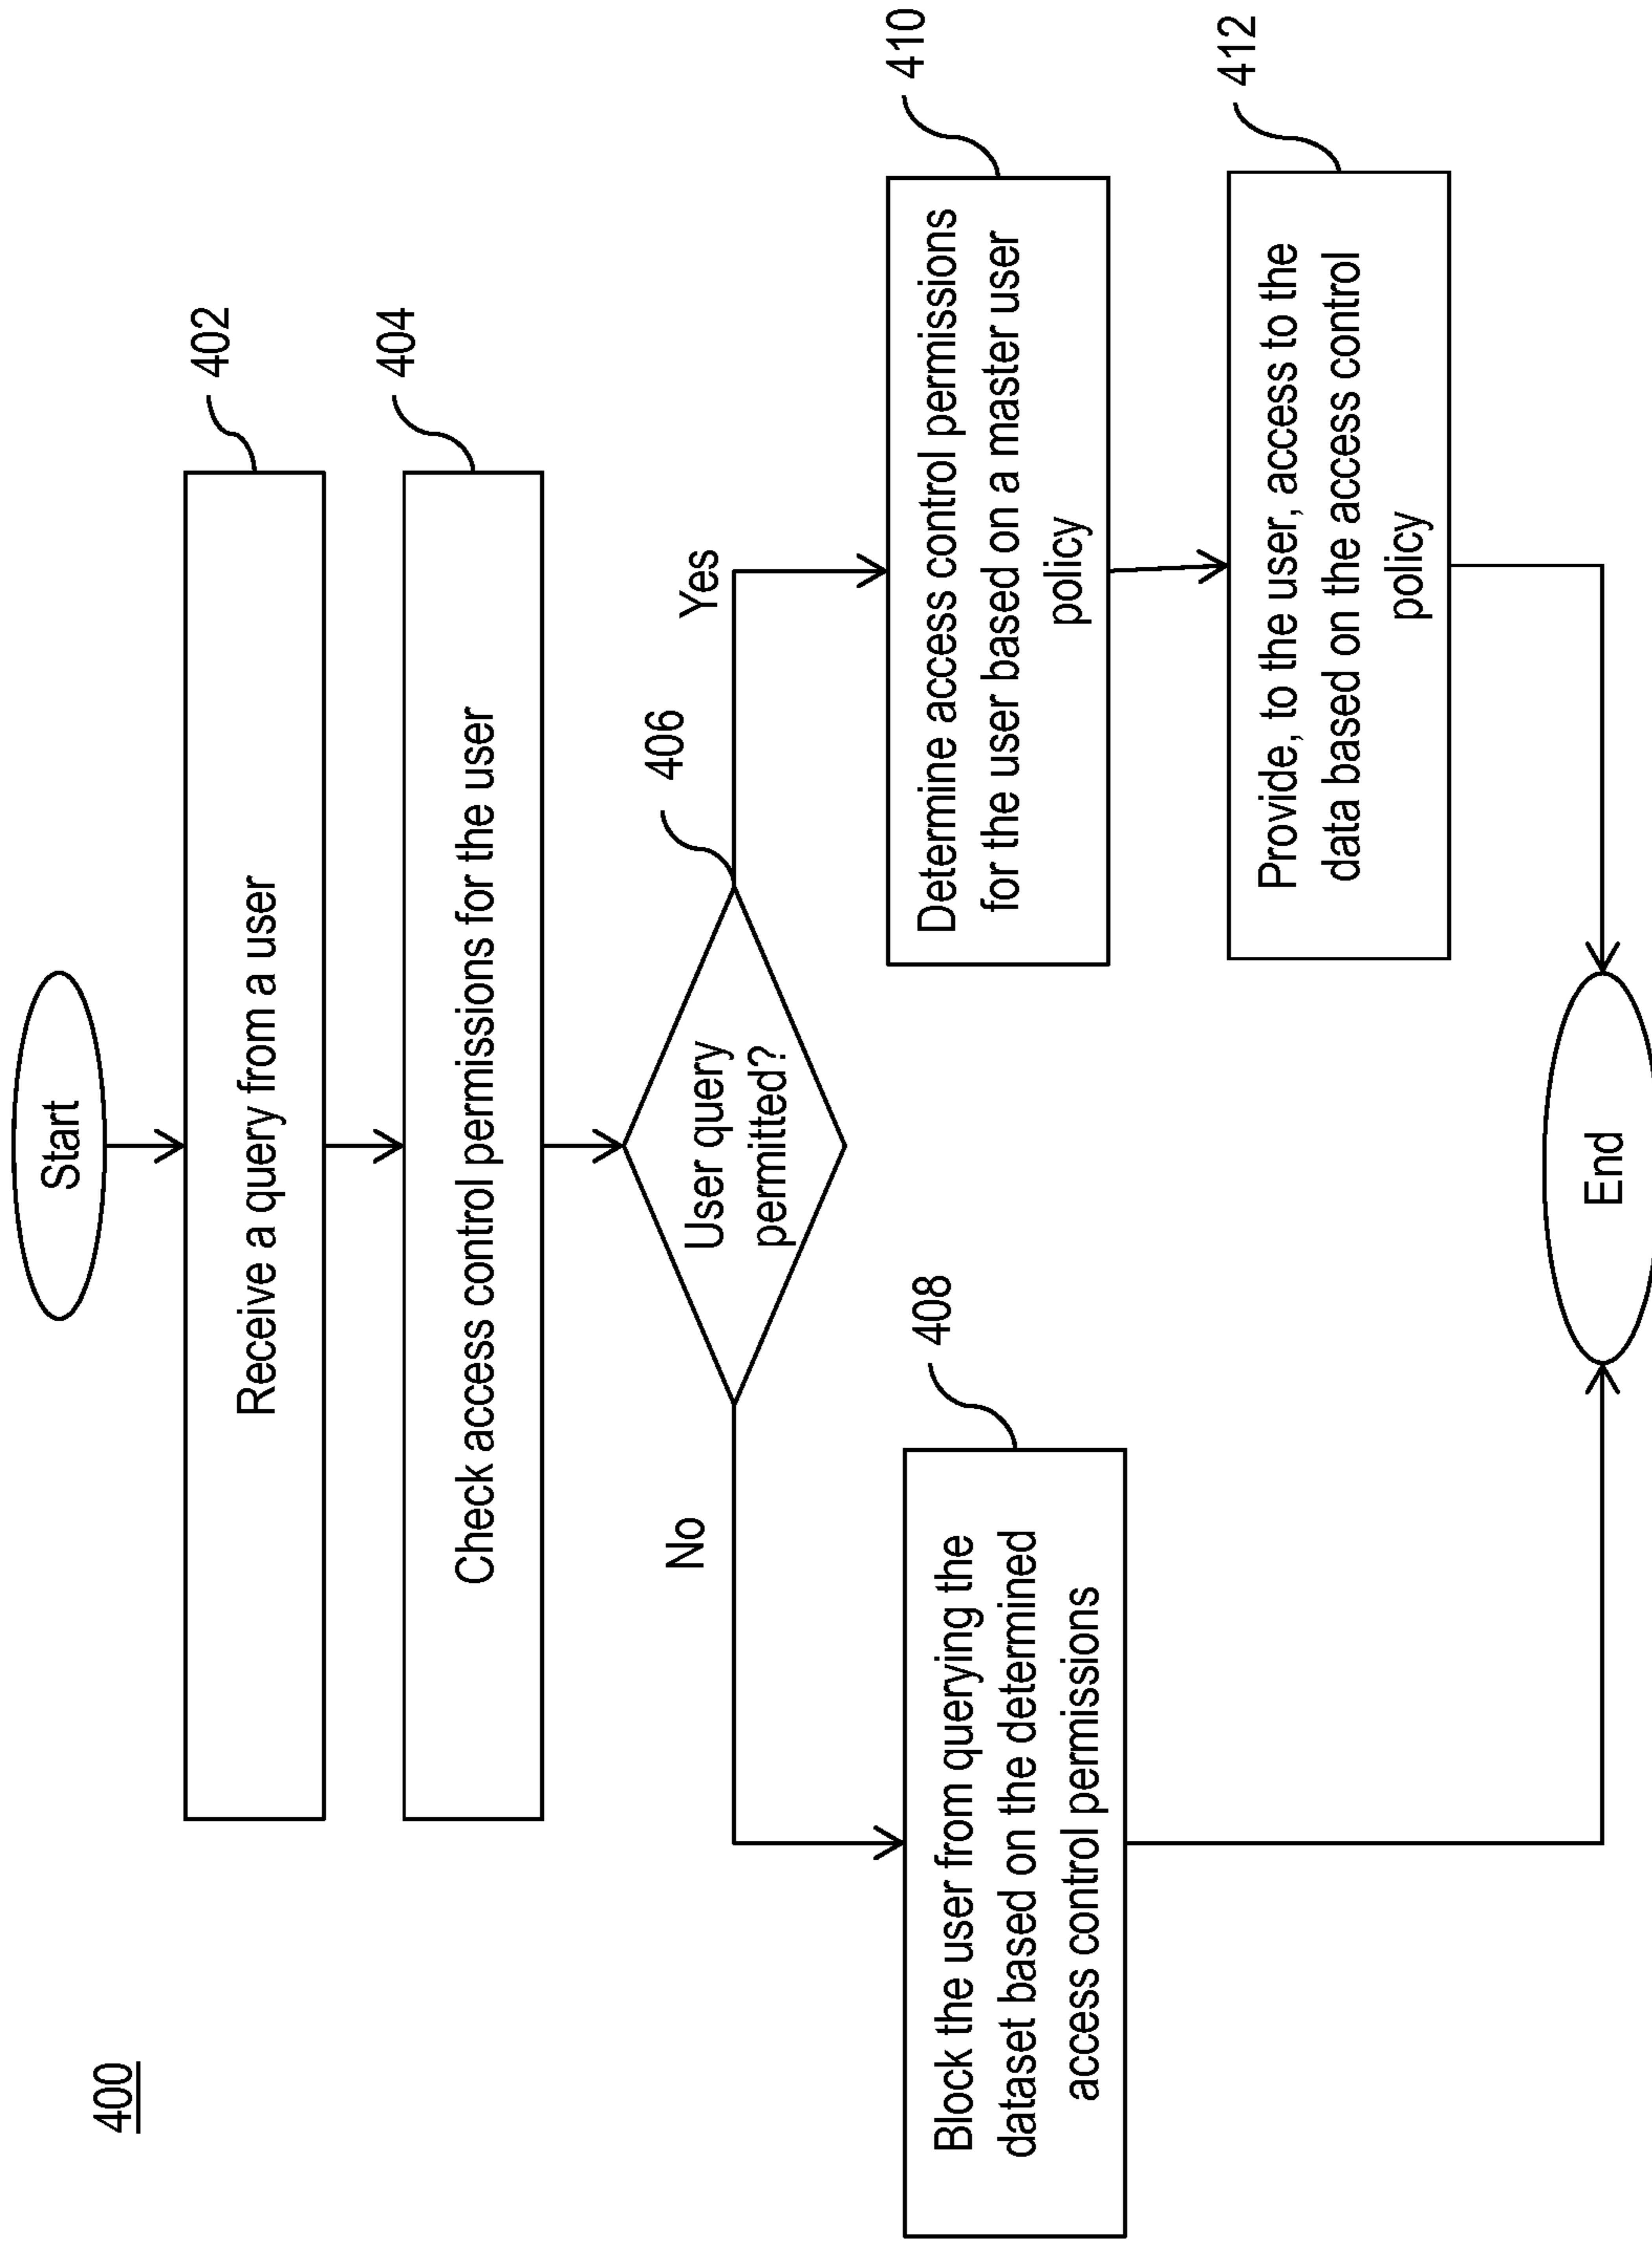 400
Start
Receive a query from a user
402
Check access control permissions for the user
404
User query
permitted?
406
No
Yes
Block the user from querying the
dataset based on the determined
access control permissions
408
Determine access control permissions
for the user based on a master user
policy
410
Provide, to the user, access to the
data based on the access control
policy
412
End